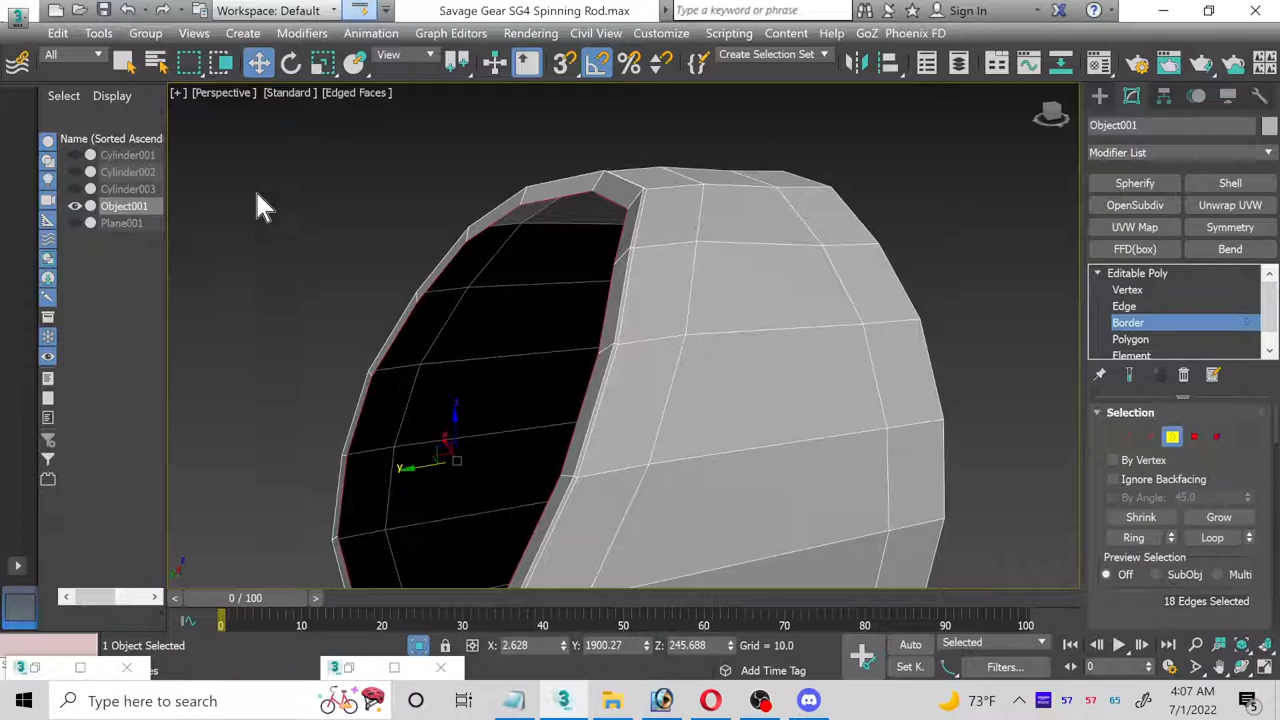 Workspace: Default
Savage Gear SG4 Spinning Rod.max
Type a keyword or phrase
Sign In
Edit Tools Group Views Create Modifiers Animation Graph Editors Rendering Civil View Customize Scripting Content Help GoZ Phoenix FD
All
View
Create Selection Set
Select Display
[+] [Perspective] [Standard] [Edged Faces]
Name (Sorted Ascend
Cylinder001
Cylinder002
Cylinder003
Object001
Plane001
Object001
Modifier List
Spherify Shell
OpenSubdiv Unwrap UVW
UVW Map Symmetry
FFD(box) Bend
Editable Poly
Vertex
Edge
Border
Polygon
Element
Selection
By Vertex
Ignore Backfacing
By Angle: 45.0
Shrink Grow
Ring Loop
Preview Selection
Off SubObj Multi
18 Edges Selected
x
y
z
0 / 100
0 10 20 30 40 50 60 70 80 90 100
1 Object Selected
X: 2.628 Y: 1900.27 Z: 245.688 Grid = 10.0
Auto Selected
Add Time Tag
Set K. Filters...
0
Type here to search
73°F
57 57 65
4:07 AM
7/1/2022
5